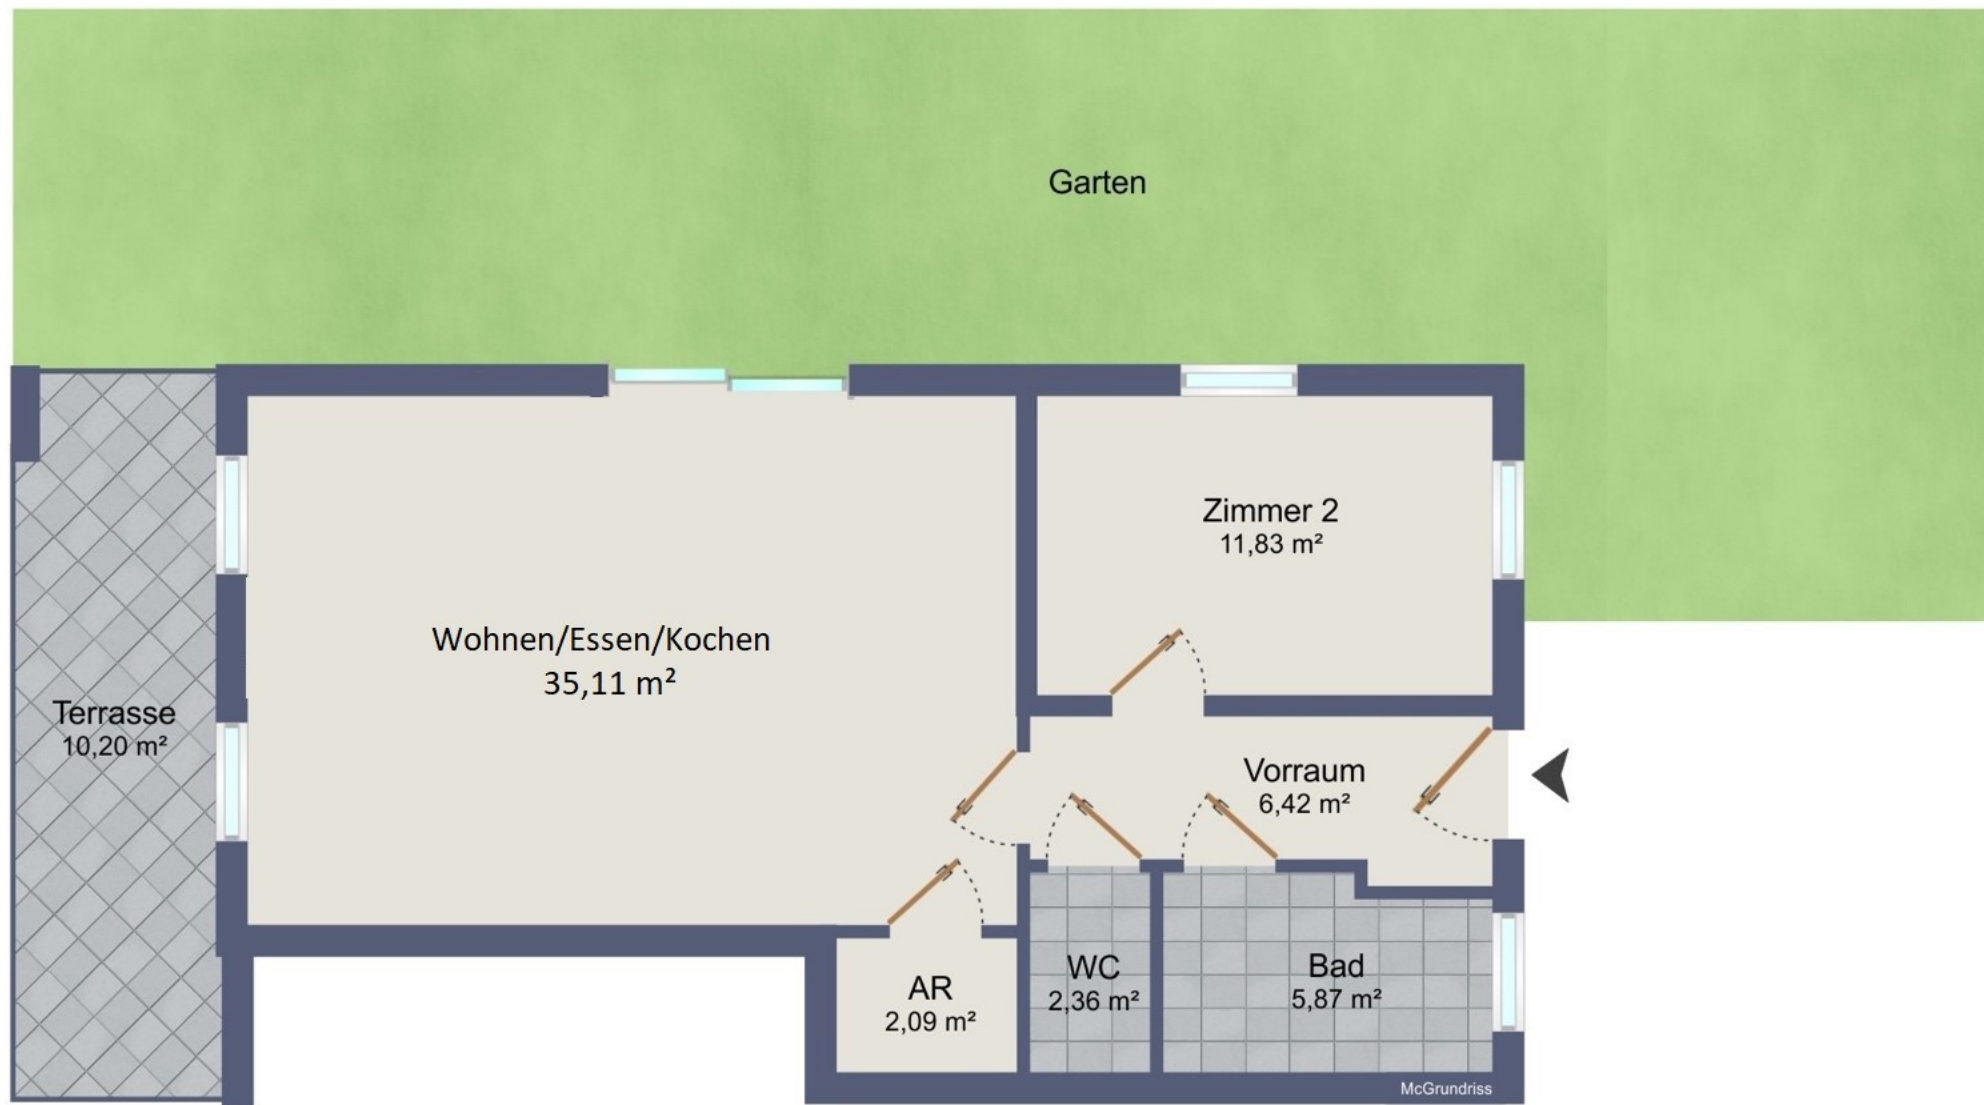 Garten
Zimmer 2
11,83 m²
Wohnen/Essen/Kochen
35,11 m²
Terrasse
10,20 m²
Vorraum
6,42 m²
AR
2,09 m²
WC
2,36 m²
Bad
5,87 m²
McGrundriss